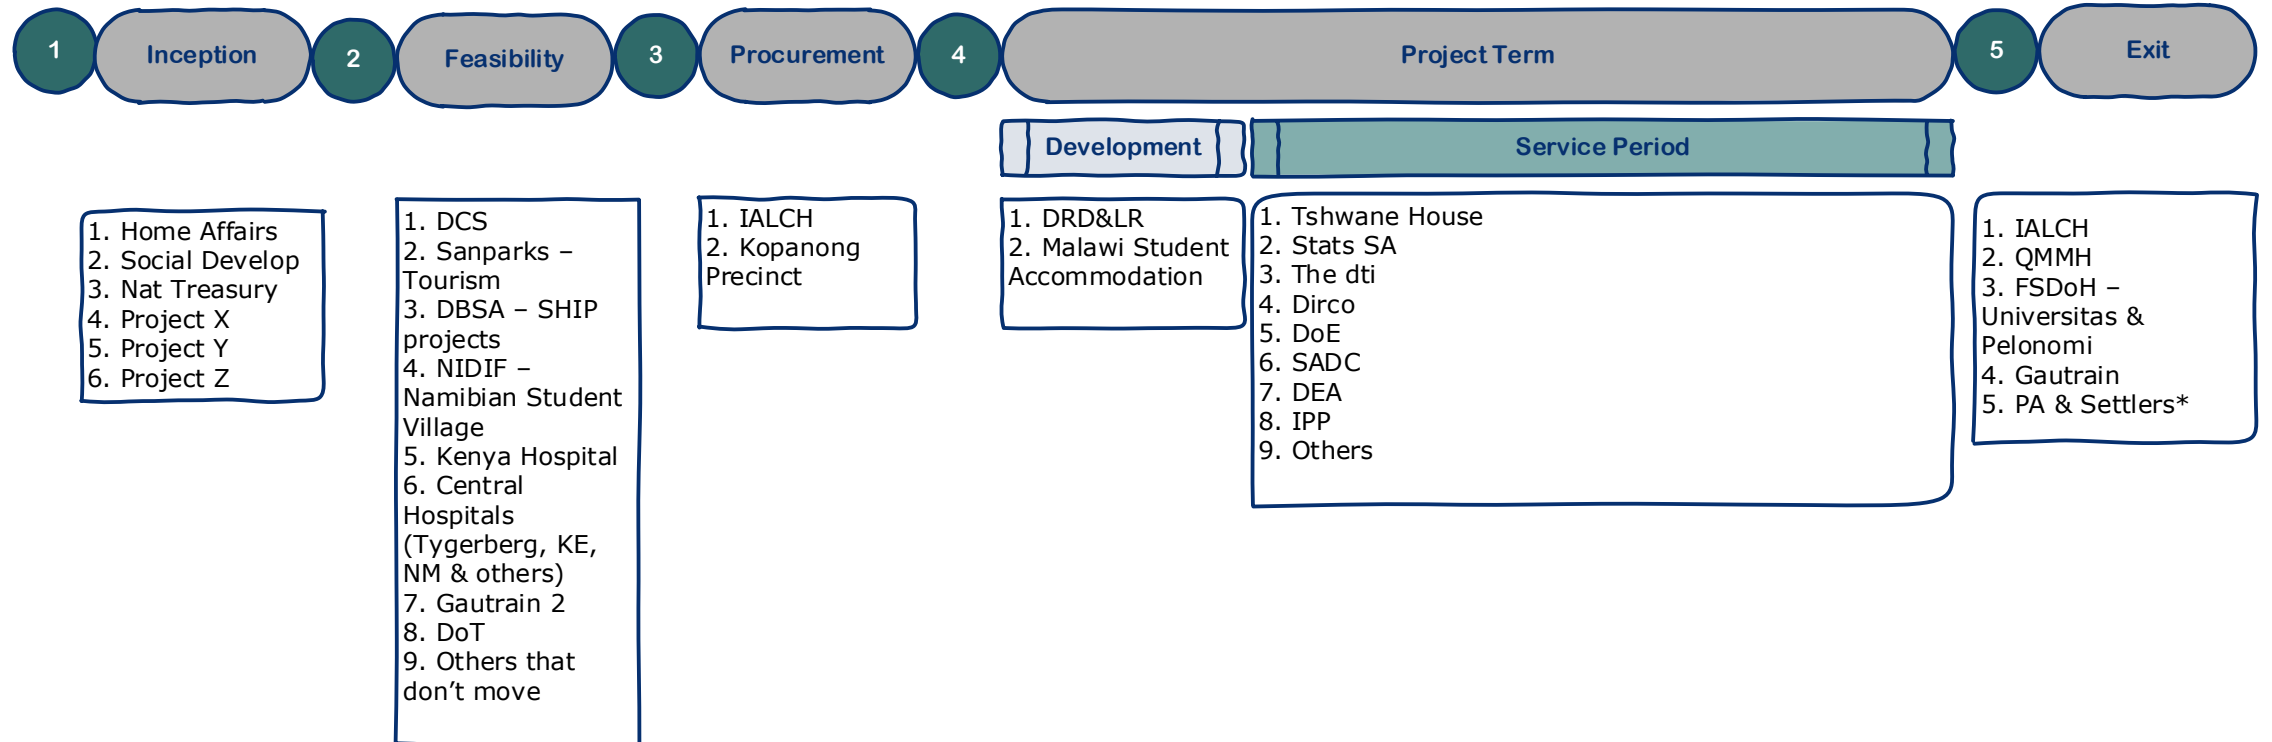 1
Inception
2
Feasibility
3
Procurement
4
Project Term
5
Exit
Development
Service Period
1. Home Affairs
2. Social Develop
3. Nat Treasury
4. Project X
5. Project Y
6. Project Z
1. DCS
2. Sanparks –
Tourism
3. DBSA – SHIP
projects
4. NIDIF –
Namibian Student
Village
5. Kenya Hospital
6. Central
Hospitals
(Tygerberg, KE,
NM & others)
7. Gautrain 2
8. DoT
9. Others that
don’t move
1. IALCH
2. Kopanong
Precinct
1. DRD&LR
2. Malawi Student
Accommodation
1. Tshwane House
2. Stats SA
3. The dti
4. Dirco
5. DoE
6. SADC
7. DEA
8. IPP
9. Others
1. IALCH
2. QMMH
3. FSDoH –
Universitas &
Pelonomi
4. Gautrain
5. PA & Settlers*